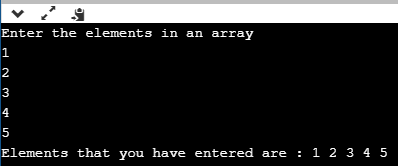 Enter the elements in an array
1
2
3
4
5
Elements that you have entered are : 1 2 3 4 5